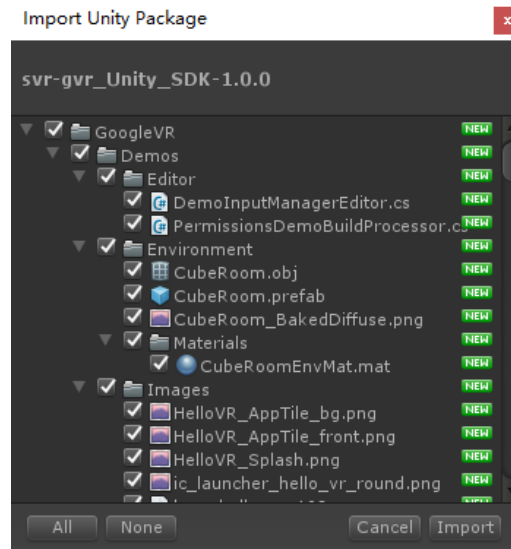 Import Unity Package
x
svr-gvr_Unity_SDK-1.0.0
GoogleVR NEW
Demos NEW
Editor NEW
DemoInputManagerEditor.cs NEW
PermissionsDemoBuildProcessor.cs NEW
Environment NEW
CubeRoom.obj NEW
CubeRoom.prefab NEW
CubeRoom_BakedDiffuse.png NEW
Materials NEW
CubeRoomEnvMat.mat NEW
Images NEW
HelloVR_AppTile_bg.png NEW
HelloVR_AppTile_front.png NEW
HelloVR_Splash.png NEW
ic_launcher_hello_vr_round.png NEW
All None Cancel Import